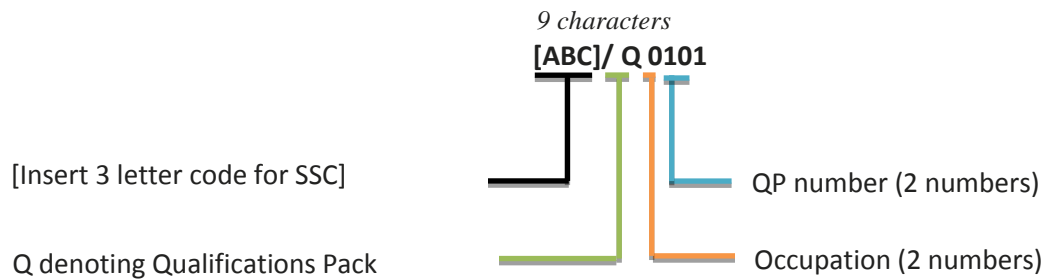 9 characters
[ABC]/ Q 0101
[Insert 3 letter code for SSC]
QP number (2 numbers)
Q denoting Qualifications Pack
Occupation (2 numbers)